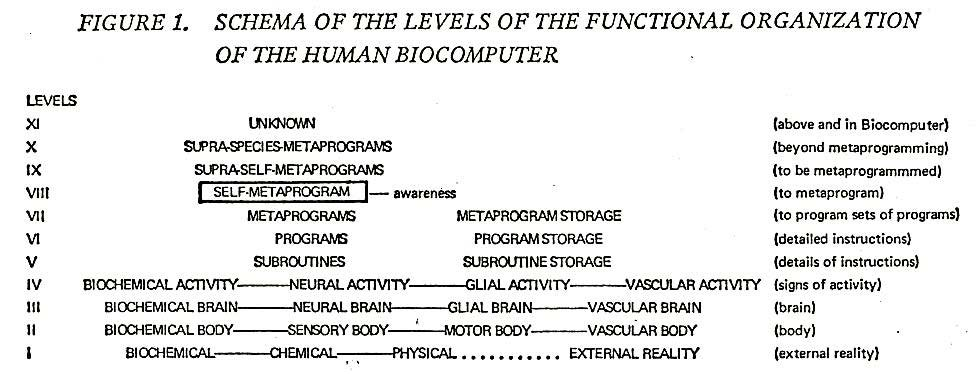 FIGURE 1. SCHEMA OF THE LEVELS OF THE FUNCTIONAL ORGANIZATION
OF THE HUMAN BIOCOMPUTER
LEVELS
XI UNKNOWN (above and in Biocomputer)
X SUPRA-SPECIES-METAPROGRAMS (beyond metaprogramming)
IX SUPRA-SELF-METAPROGRAMS (to be metaprogrammmed)
VIII SELF-METAPROGRAM — awareness (to metaprogram)
VII METAPROGRAMS METAPROGRAM STORAGE (to program sets of programs)
VI PROGRAMS PROGRAM STORAGE (detailed instructions)
V SUBROUTINES SUBROUTINE STORAGE (details of instructions)
IV BIOCHEMICAL ACTIVITY——NEURAL ACTIVITY——GLIAL ACTIVITY——VASCULAR ACTIVITY (signs of activity)
III BIOCHEMICAL BRAIN——NEURAL BRAIN——GLIAL BRAIN——VASCULAR BRAIN (brain)
II BIOCHEMICAL BODY——SENSORY BODY——MOTOR BODY——VASCULAR BODY (body)
I BIOCHEMICAL——CHEMICAL——PHYSICAL........... EXTERNAL REALITY (external reality)